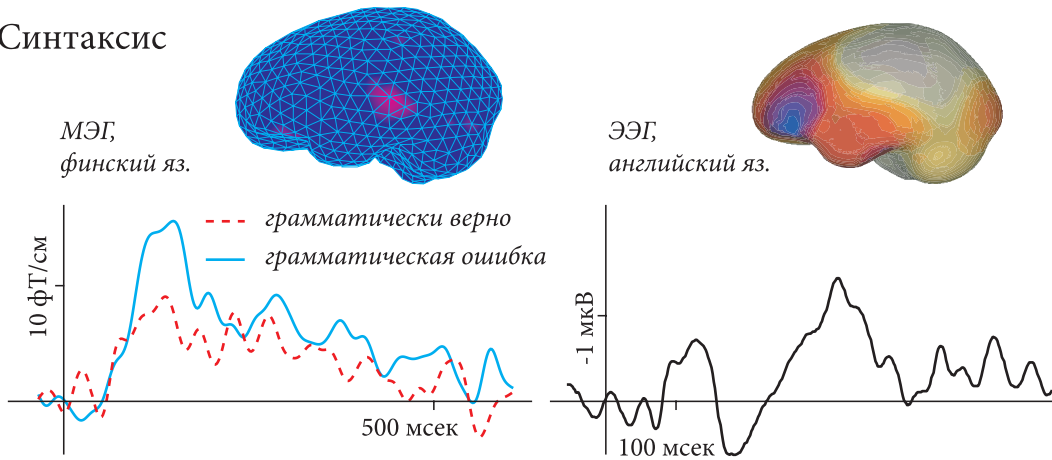 Синтаксис
МЭГ,
финский яз.
ЭЭГ,
английский яз.
грамматически верно
грамматическая ошибка
10 фТ/см
500 мсек
-1 мкВ
100 мсек